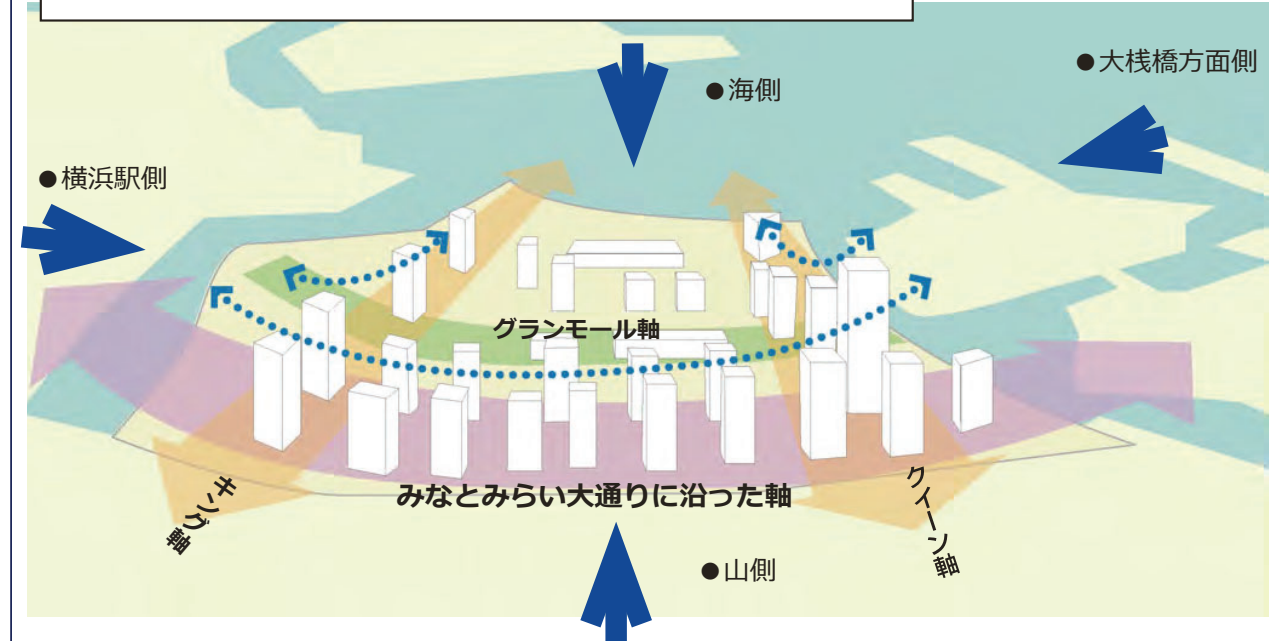 ●海側
●大桟橋方面側
●横浜駅側
グランモール軸
みなとみらい大通りに沿った軸
キング軸
クイーン軸
●山側